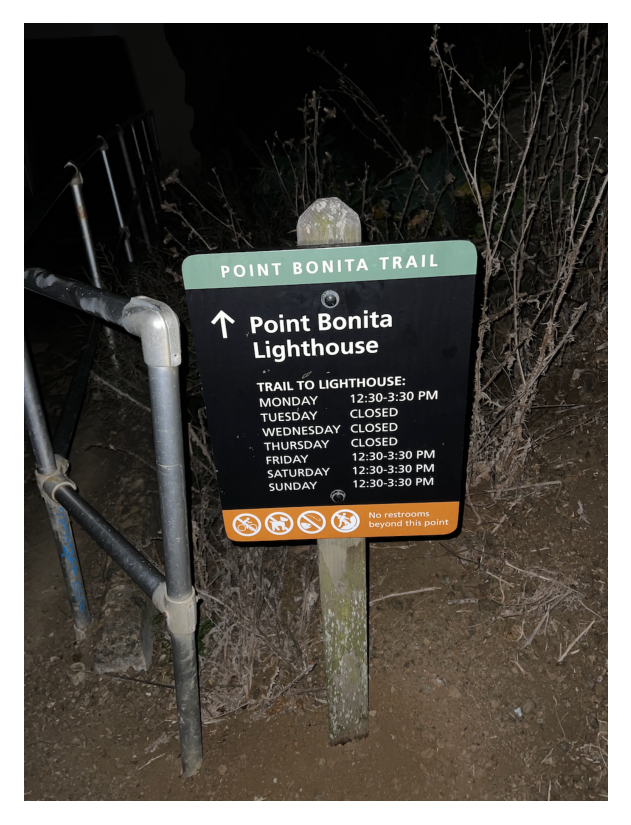 POINT BONITA TRAIL
↑ Point Bonita
Lighthouse
TRAIL TO LIGHTHOUSE:
MONDAY 12:30-3:30 PM
TUESDAY CLOSED
WEDNESDAY CLOSED
THURSDAY CLOSED
FRIDAY 12:30-3:30 PM
SATURDAY 12:30-3:30 PM
SUNDAY 12:30-3:30 PM
No restrooms
beyond this point